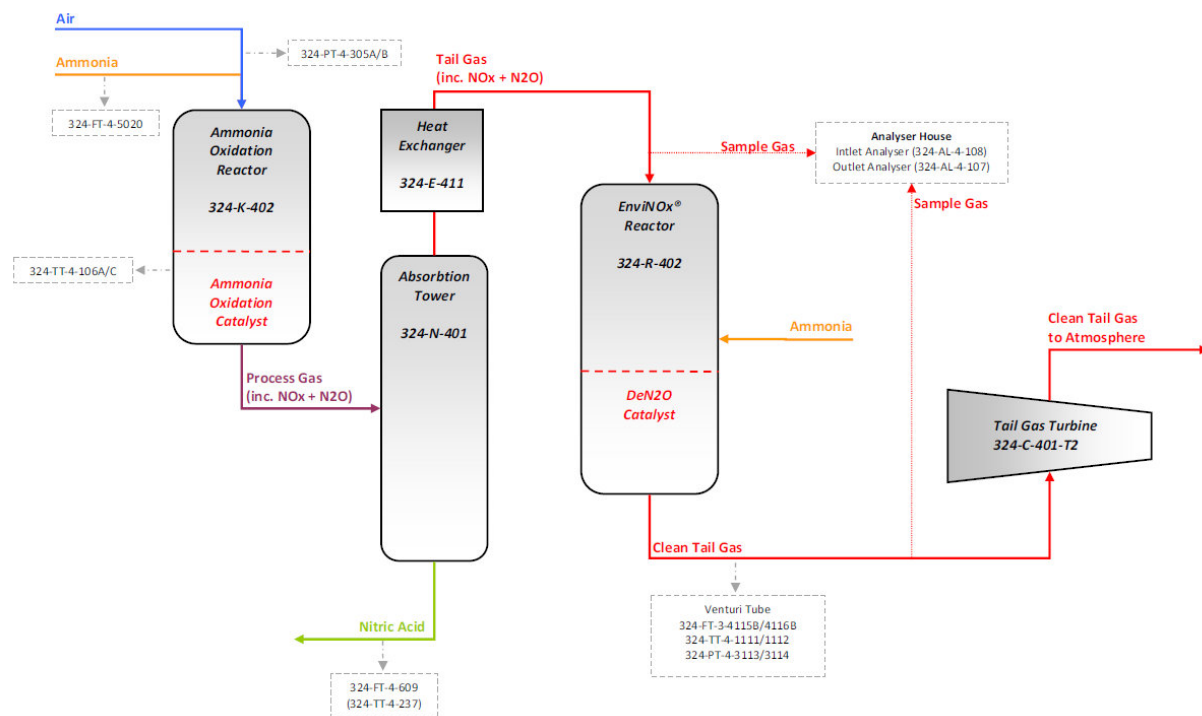 Air
324-PT-4-305A/B
Ammonia
324-FT-4-5020
Ammonia
Oxidation
Reactor
324-K-402
324-TT-4-106A/C
Ammonia
Oxidation
Catalyst
Process Gas
(inc. NOx + N2O)
Tail Gas
(inc. NOx + N2O)
Heat
Exchanger
324-E-411
Absorbtion
Tower
324-N-401
Nitric Acid
324-FT-4-609
(324-TT-4-237)
Sample Gas
Analyser House
Intlet Analyser (324-AL-4-108)
Outlet Analyser (324-AL-4-107)
Sample Gas
EnviNOx®
Reactor
324-R-402
Ammonia
DeN2O
Catalyst
Clean Tail Gas
Venturi Tube
324-FT-3-4115B/4116B
324-TT-4-1111/1112
324-PT-4-3113/3114
Clean Tail Gas
to Atmosphere
Tail Gas Turbine
324-C-401-T2